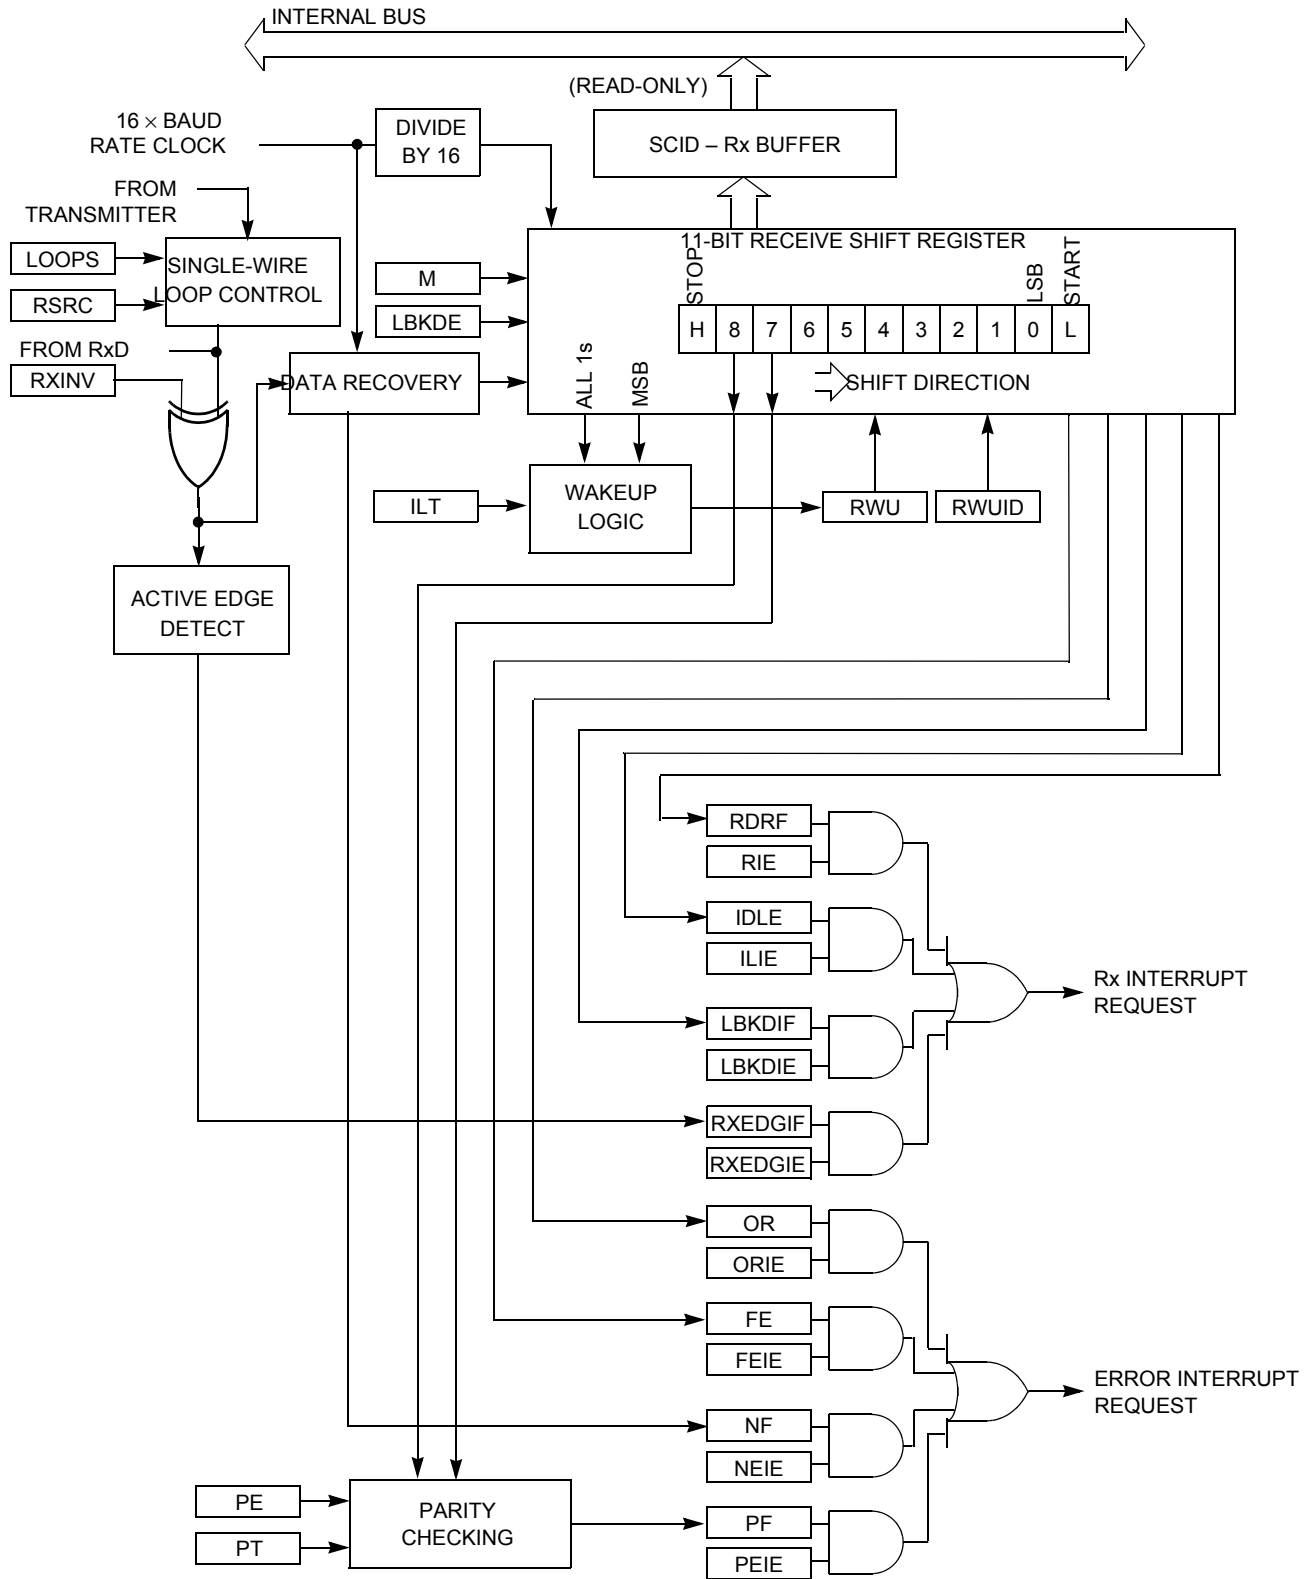 INTERNAL BUS
(READ-ONLY)
16 × BAUD
RATE CLOCK
DIVIDE
BY 16
SCID – Rx BUFFER
FROM
TRANSMITTER
11-BIT RECEIVE SHIFT REGISTER
STOP
LSB
START
LOOPS
RSRC
SINGLE-WIRE
LOOP CONTROL
M
LBKDE
H 8 7 6 5 4 3 2 1 0 L
FROM RxD
RXINV
DATA RECOVERY
ALL 1s
MSB
SHIFT DIRECTION
ILT
WAKEUP
LOGIC
RWU
RWUID
ACTIVE EDGE
DETECT
RDRF
RIE
IDLE
ILIE
Rx INTERRUPT
REQUEST
LBKDIF
LBKDIE
RXEDGIF
RXEDGIE
OR
ORIE
FE
FEIE
ERROR INTERRUPT
REQUEST
NF
NEIE
PE
PT
PARITY
CHECKING
PF
PEIE